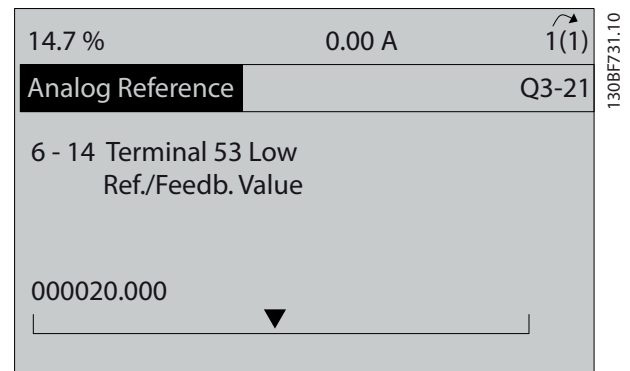 14.7 % 0.00 A 1(1)
Analog Reference Q3-21
6 - 14 Terminal 53 Low
Ref./Feedb. Value
000020.000
130BF731.10